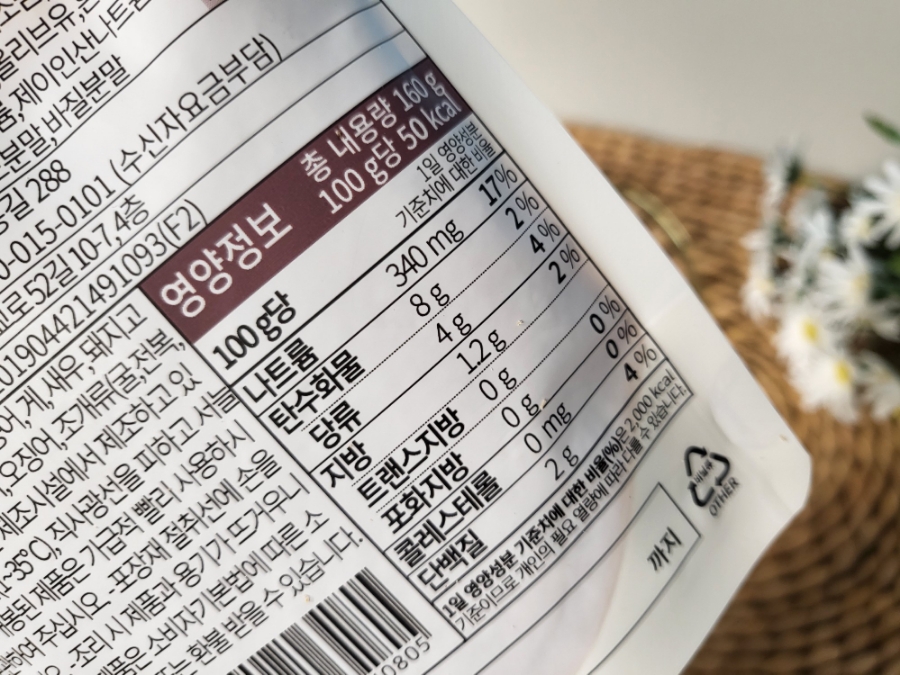 올리브유,
제이인산나트륨
분말,바질분말
길 288
-015-0101 (수신자요금부담)
로52길 10-7,4층
019044214910​93(F2)
영양정보
총 내용량 160 g
100 g당 50 kcal
100 g당
1일 영양성분
기준치에 대한 비율
나트륨 340 mg 17%
탄수화물 8 g 2%
당류 4 g 4%
지방 1.2 g 2%
트랜스지방 0 g
포화지방 0 g 0%
콜레스테롤 0 mg 0%
단백질 2 g 4%
1일 영양성분 기준치에 대한 비율(%)은 2,000 kcal
기준이므로 개인의 필요 열량에 따라 다를 수 있습니다.
게,새우, 돼지고
오징어, 조개류(굴,전복,
제조시설에서 제조하고 있
~35℃), 직사광선을 피하고 서늘
봉된 제품은 가급적 빨리 사용하시
하여 주십시오 -포장재 절취선에 손을
오 -조리시 제품과 용기가 뜨거우니
제품은 소비자기본법에 따른 소
또는 환불 받을 수 있습니다.
0805
까지
OTHER